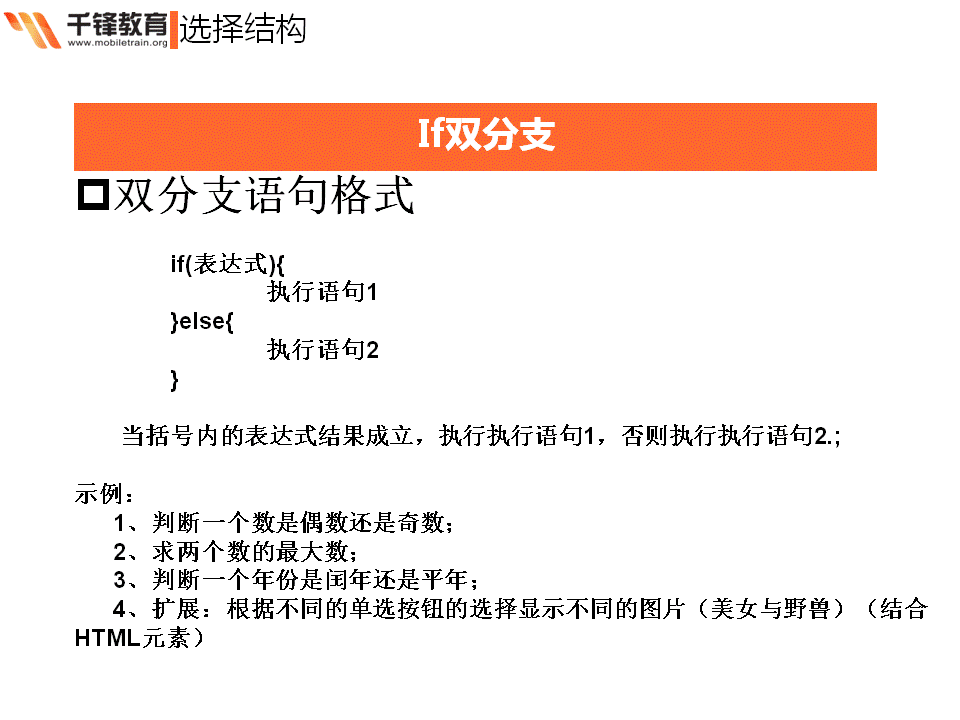 千锋教育
www.mobiletrain.org
选择结构
If双分支
双分支语句格式
if(表达式){
执行语句1
}else{
执行语句2
}
当括号内的表达式结果成立，执行执行语句1，否则执行执行语句2.;
示例：
1、判断一个数是偶数还是奇数；
2、求两个数的最大数；
3、判断一个年份是闰年还是平年；
4、扩展：根据不同的单选按钮的选择显示不同的图片（美女与野兽）（结合
HTML元素）